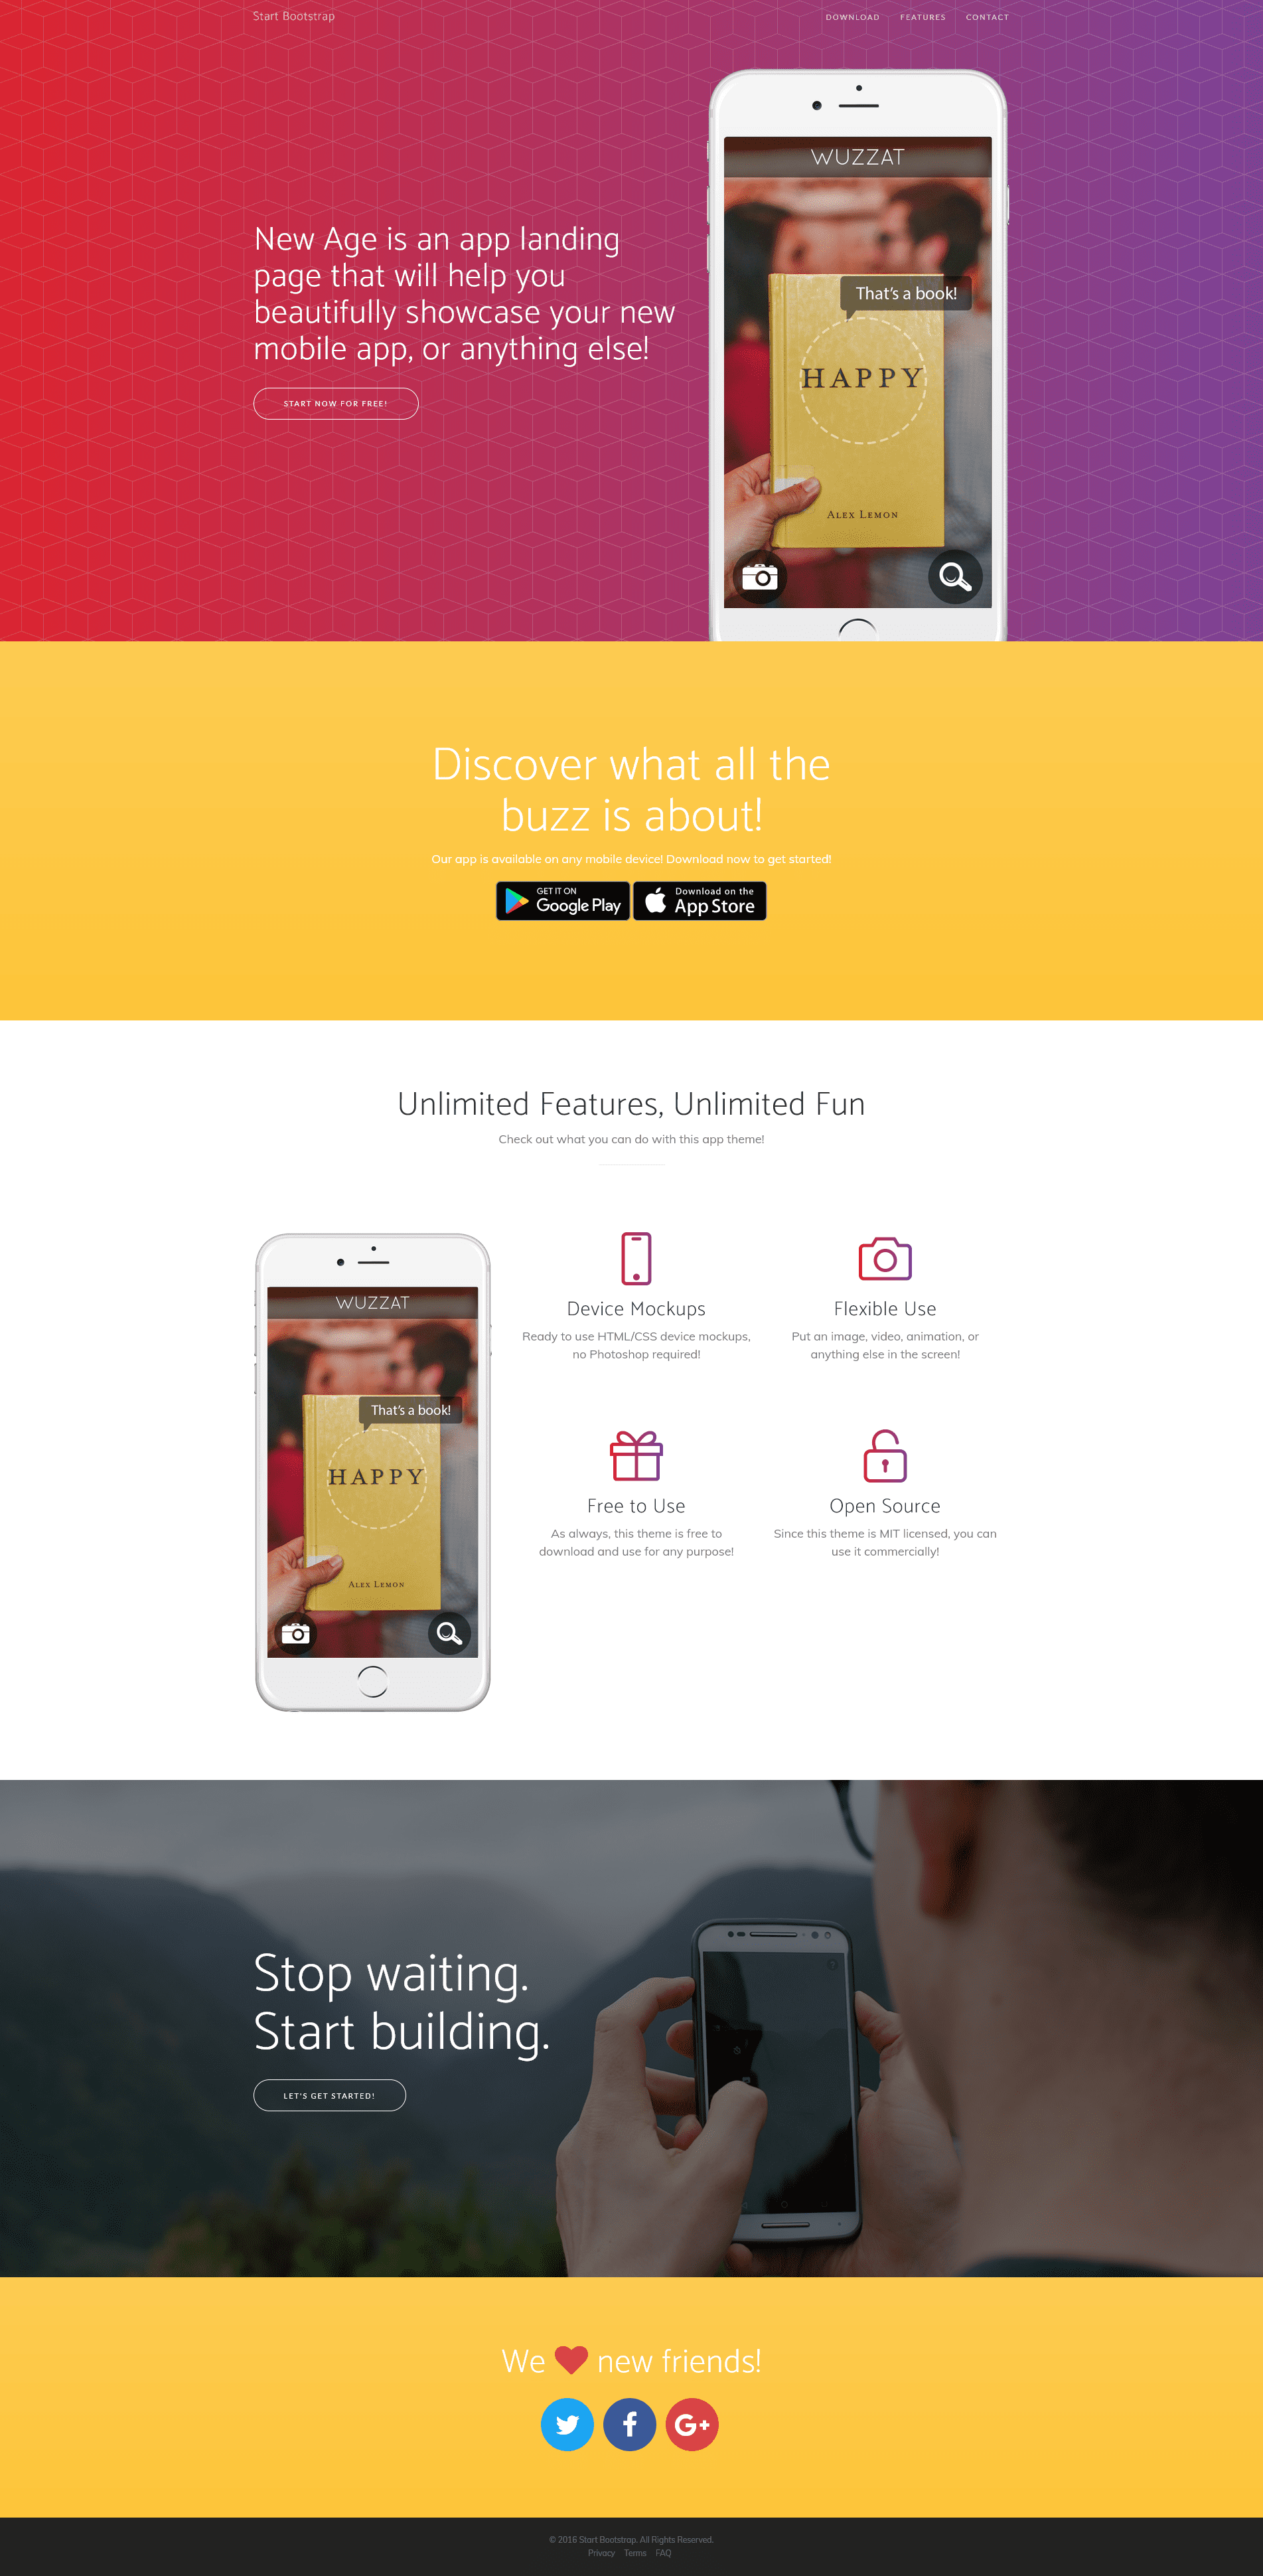 Start Bootstrap
DOWNLOAD FEATURES CONTACT
New Age is an app landing
page that will help you
beautifully showcase your new
mobile app, or anything else!
START NOW FOR FREE!
WUZZAT
That's a book!
HAPPY
ALEX LEMON
Discover what all the
buzz is about!
Our app is available on any mobile device! Download now to get started!
GET IT ON
Google Play
Download on the
App Store
Unlimited Features, Unlimited Fun
Check out what you can do with this app theme!
WUZZAT
That's a book!
HAPPY
ALEX LEMON
Device Mockups
Ready to use HTML/CSS device mockups,
no Photoshop required!
Flexible Use
Put an image, video, animation, or
anything else in the screen!
Free to Use
As always, this theme is free to
download and use for any purpose!
Open Source
Since this theme is MIT licensed, you can
use it commercially!
Stop waiting.
Start building.
LET'S GET STARTED!
We ❤ new friends!
G+
© 2016 Start Bootstrap. All Rights Reserved.
Privacy Terms FAQ